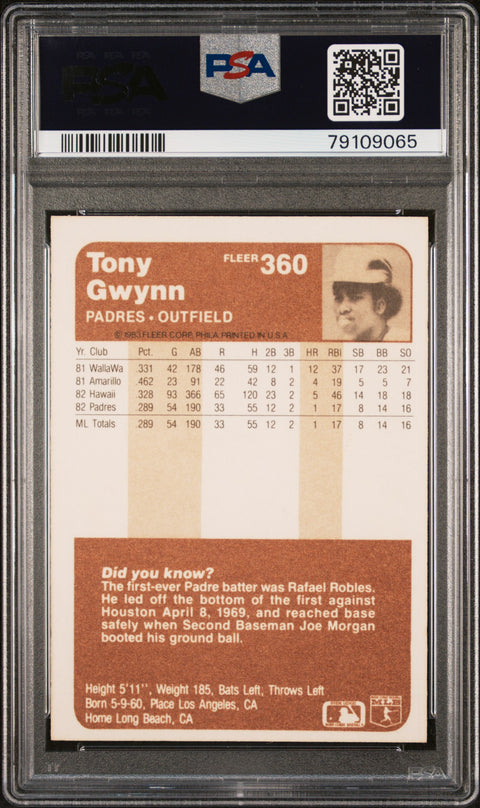 PSA
PSA
79109065
Tony
Gwynn
FLEER 360
PADRES • OUTFIELD
© 1983 FLEER CORP. PHILA. PRINTED IN U.S.A.
Yr. Club Pct. G AB R H 2B 3B HR RBI SB BB SO
81 WallaWa .331 42 178 46 59 12 1 12 37 17 23 21
81 Amarillo .462 23 91 22 42 8 2 4 19 5 5 7
82 Hawaii .328 93 366 65 120 23 2 5 46 14 18 18
82 Padres .289 54 190 33 55 12 2 1 17 8 14 16
ML Totals .289 54 190 33 55 12 2 1 17 8 14 16
Did you know?
The first-ever Padre batter was Rafael Robles.
He led off the bottom of the first against
Houston April 8, 1969, and reached base
safely when Second Baseman Joe Morgan
booted his ground ball.
Height 5'11", Weight 185, Bats Left; Throws Left
Born 5-9-60, Place Los Angeles, CA
Home Long Beach, CA
PSA